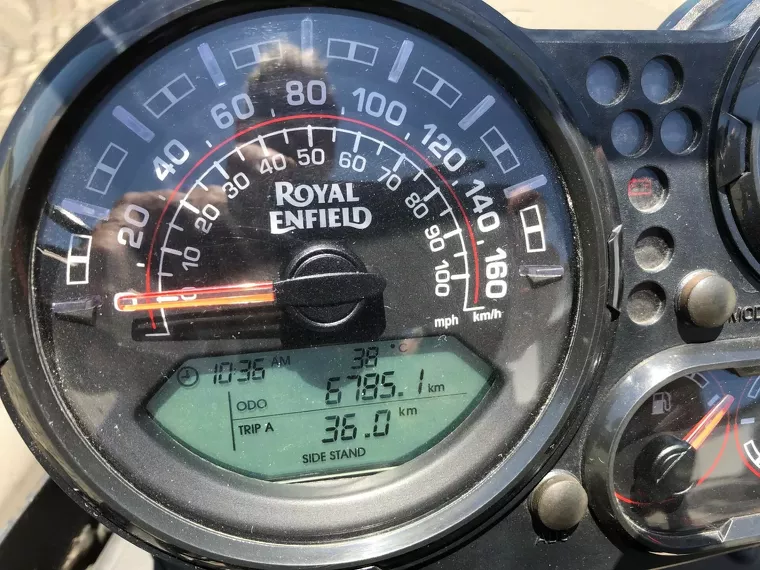 20 40 60 80 100 120 140 160
0 10 20 30 40 50 60 70 80 90 100
ROYAL
ENFIELD
mph km/h
10:36 AM 38 °C
ODO 6785.1 km
TRIP A 36.0 km
SIDE STAND